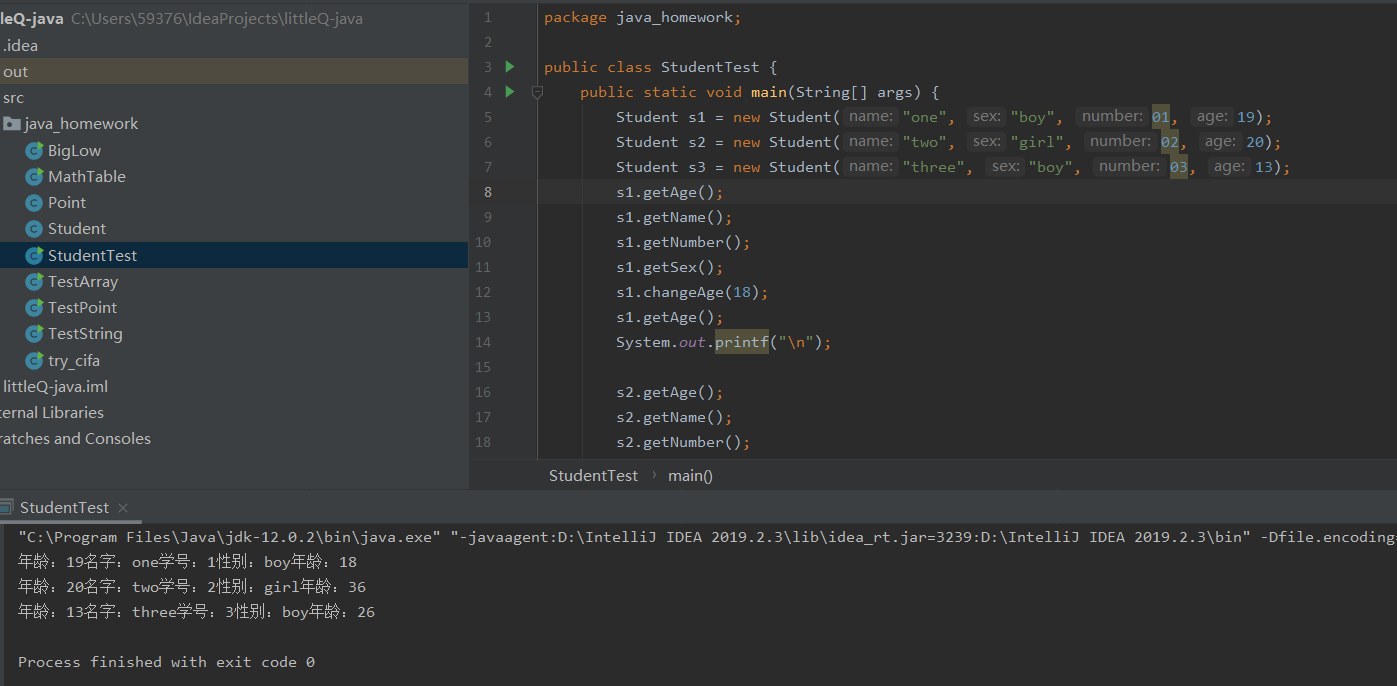 leQ-java C:\Users\59376\IdeaProjects\littleQ-java
.idea
out
src
java_homework
BigLow
MathTable
Point
Student
StudentTest
TestArray
TestPoint
TestString
try_cifa
littleQ-java.iml
ternal Libraries
ratches and Consoles
1 package java_homework;
2
3 public class StudentTest {
4 public static void main(String[] args) {
5 Student s1 = new Student( name: "one", sex: "boy", number: 01, age: 19);
6 Student s2 = new Student( name: "two", sex: "girl", number: 02, age: 20);
7 Student s3 = new Student( name: "three", sex: "boy", number: 03, age: 13);
8 s1.getAge();
9 s1.getName();
10 s1.getNumber();
11 s1.getSex();
12 s1.changeAge(18);
13 s1.getAge();
14 System.out.printf("\n");
15
16 s2.getAge();
17 s2.getName();
18 s2.getNumber();
StudentTest › main()
StudentTest ×
"C:\Program Files\Java\jdk-12.0.2\bin\java.exe" "-javaagent:D:\IntelliJ IDEA 2019.2.3\lib\idea_rt.jar=3239:D:\IntelliJ IDEA 2019.2.3\bin" -Dfile.encoding=
年龄：19名字：one学号：1性别：boy年龄：18
年龄：20名字：two学号：2性别：girl年龄：36
年龄：13名字：three学号：3性别：boy年龄：26
Process finished with exit code 0